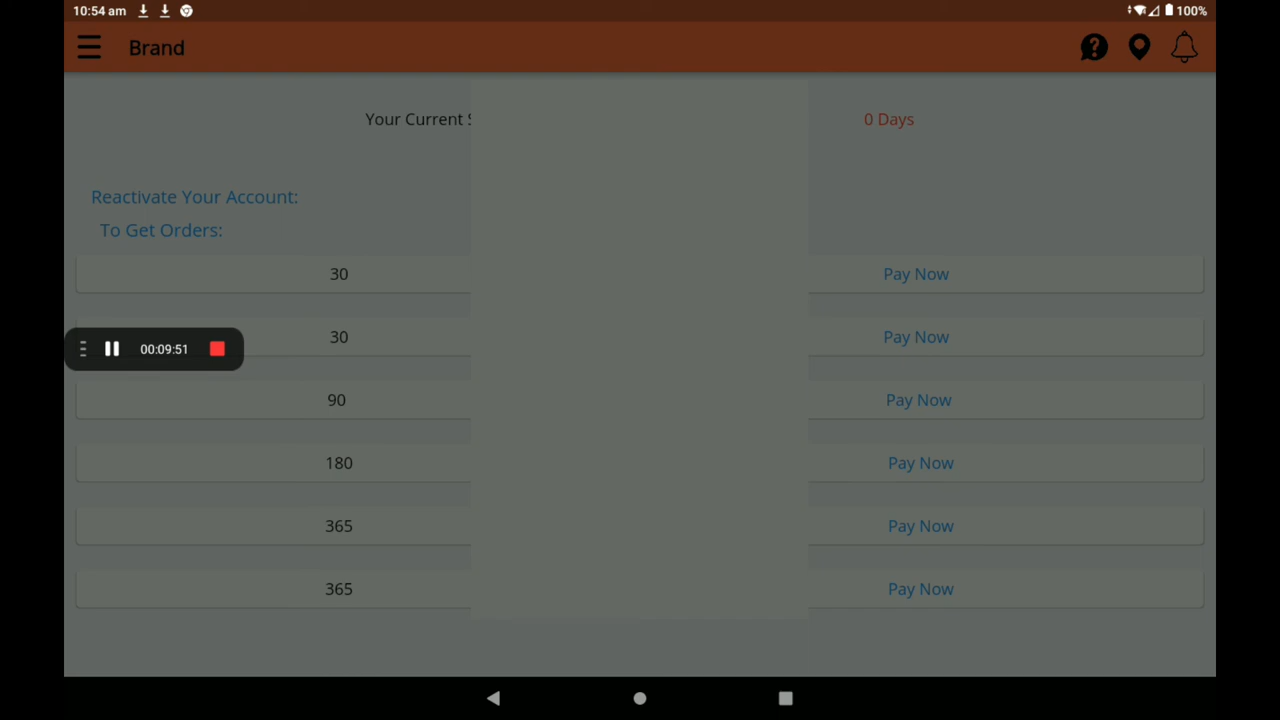 10:54 am 100%
Brand
Your Current 0 Days
Reactivate Your Account:
To Get Orders:
30 Pay Now
30 Pay Now
00:09:51
90 Pay Now
180 Pay Now
365 Pay Now
365 Pay Now